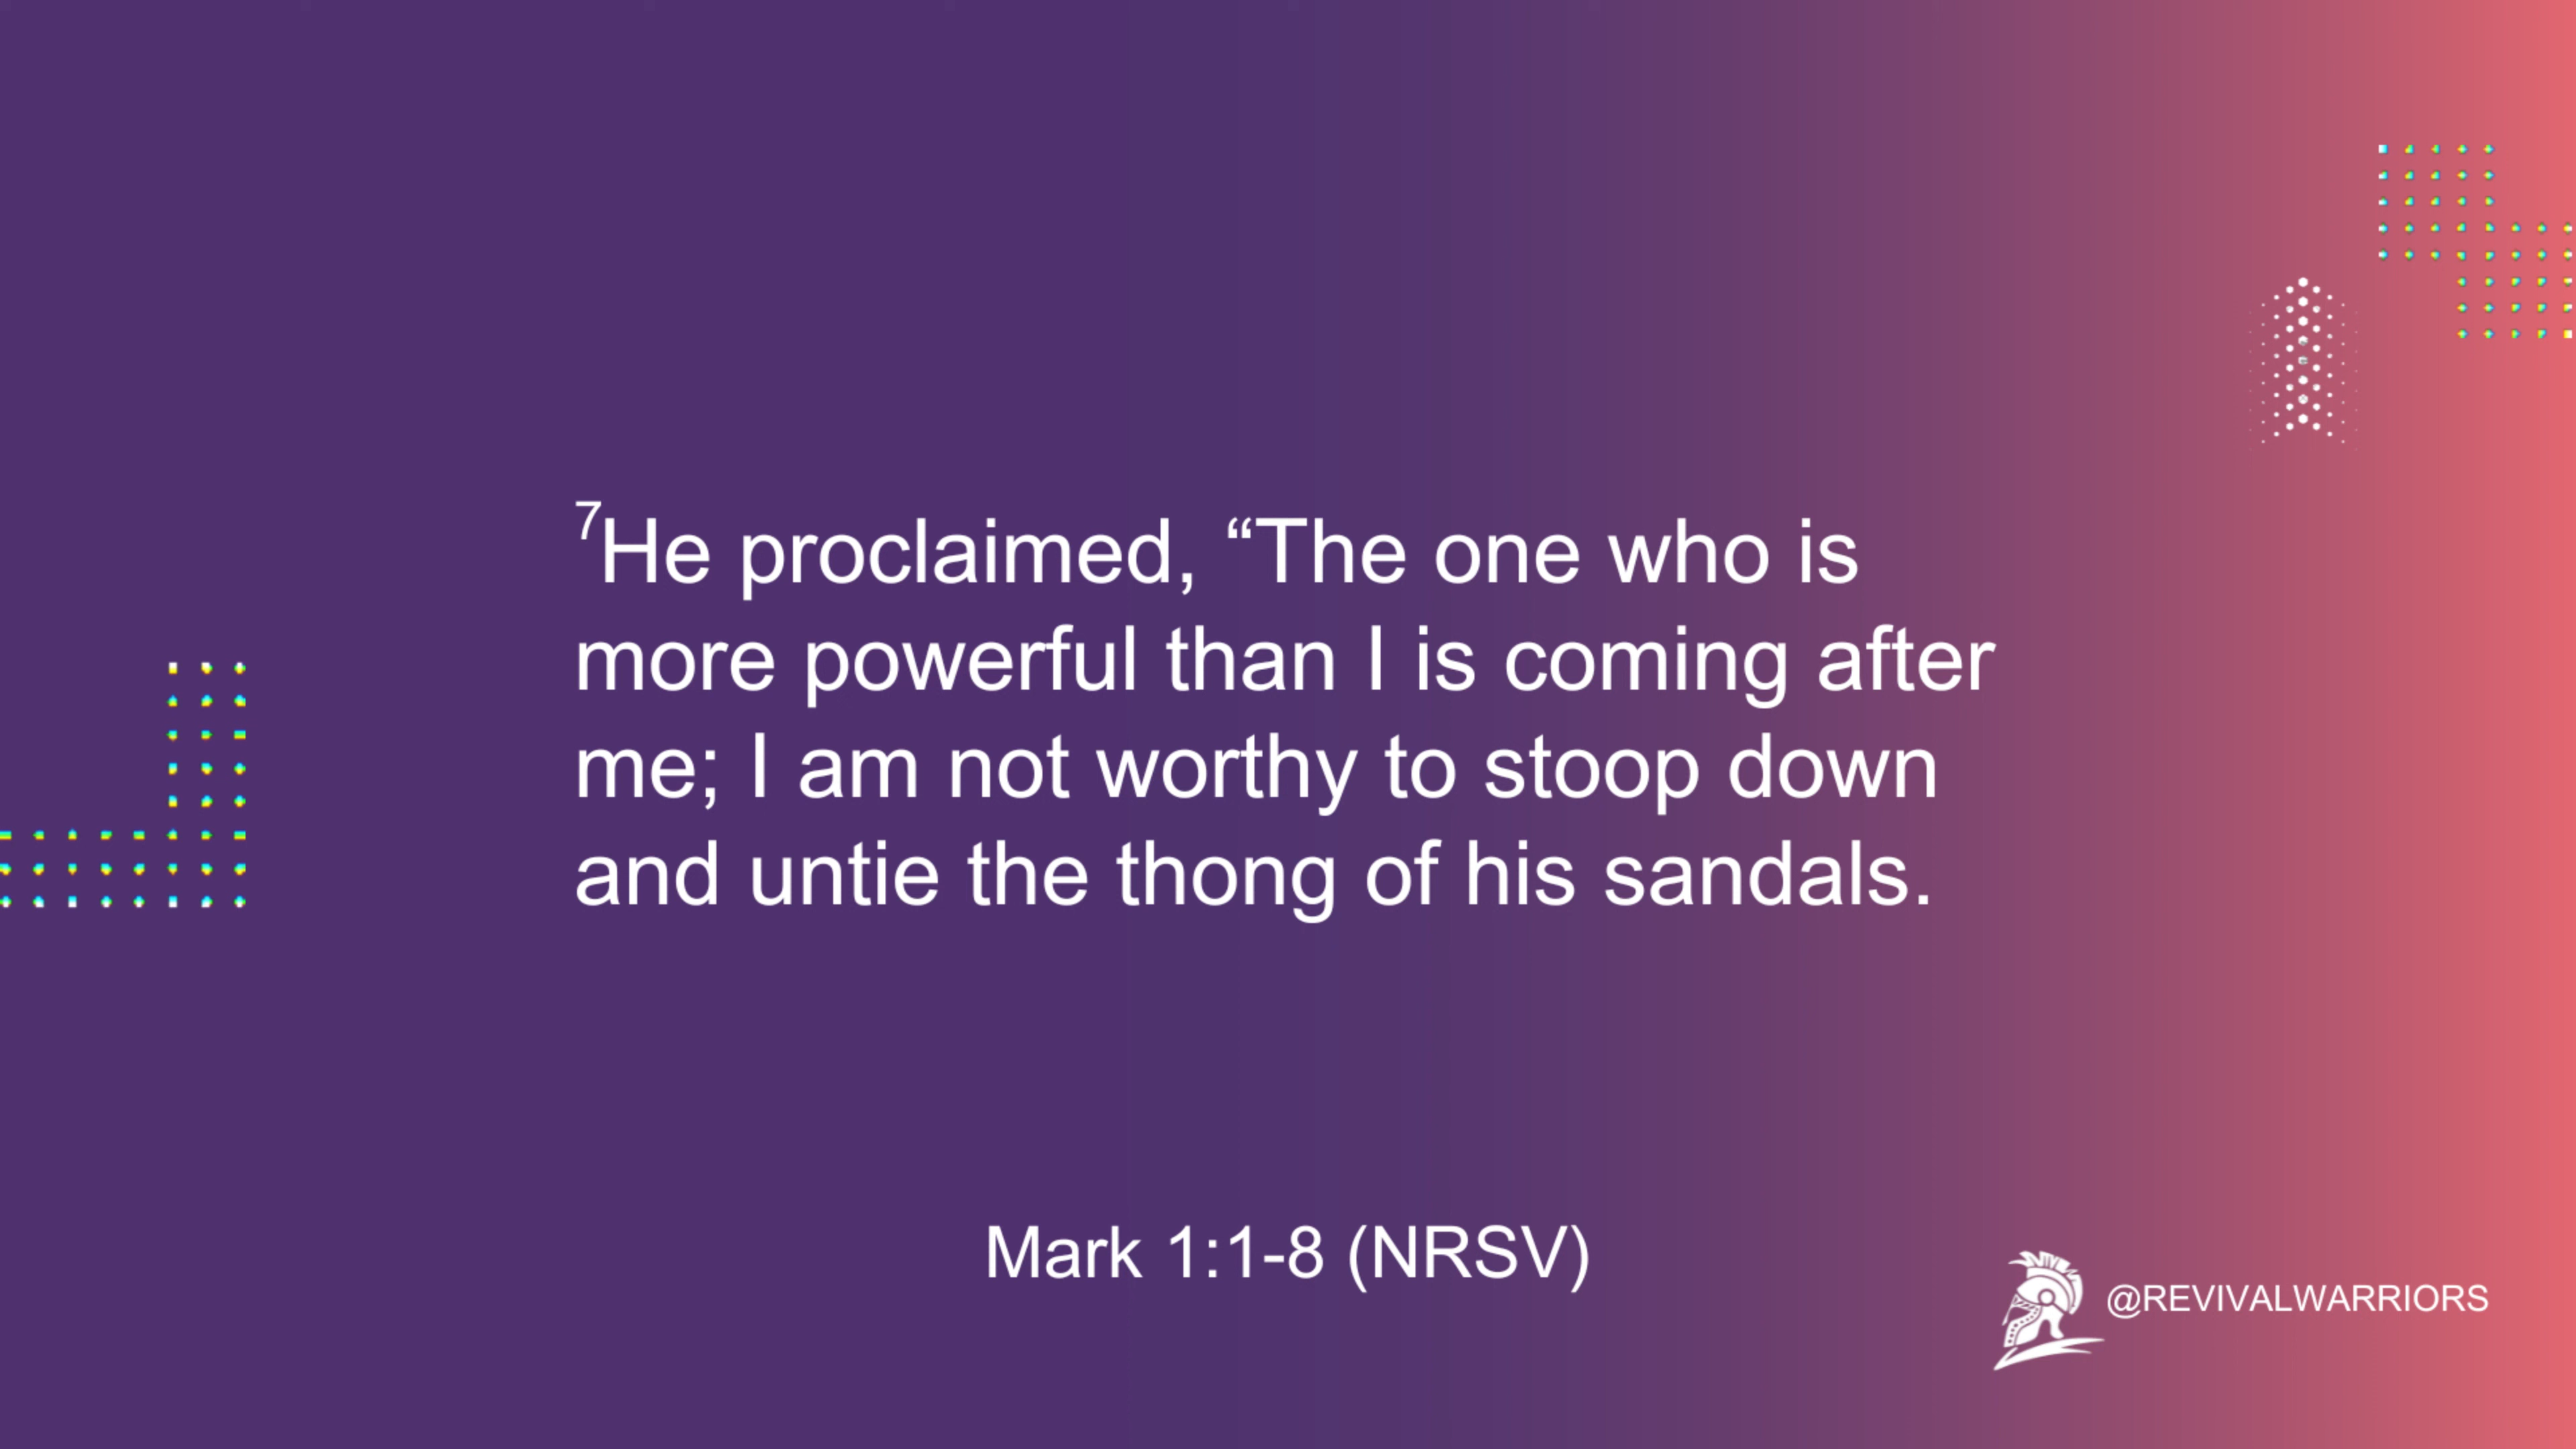 7He proclaimed, “The one who is
more powerful than I is coming after
me; I am not worthy to stoop down
and untie the thong of his sandals.
Mark 1:1-8 (NRSV)
@REVIVALWARRIORS